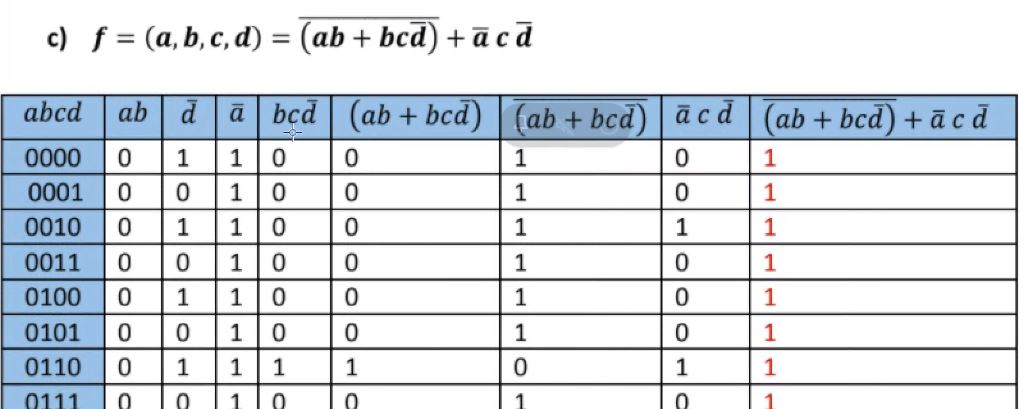 c) f = (a, b, c, d) = \overline{(ab + bc\bar{d})} + \bar{a} c \bar{d}
abcd ab \bar{d} \bar{a} bc\bar{d} (ab + bc\bar{d}) \overline{(ab + bc\bar{d})} \bar{a} c \bar{d} \overline{(ab + bc\bar{d})} + \bar{a} c \bar{d}
0000 0 1 1 0 0 1 0 1
0001 0 0 1 0 0 1 0 1
0010 0 1 1 0 0 1 1 1
0011 0 0 1 0 0 1 0 1
0100 0 1 1 0 0 1 0 1
0101 0 0 1 0 0 1 0 1
0110 0 1 1 1 1 0 1 1
0111 0 0 1 0 0 1 0 1